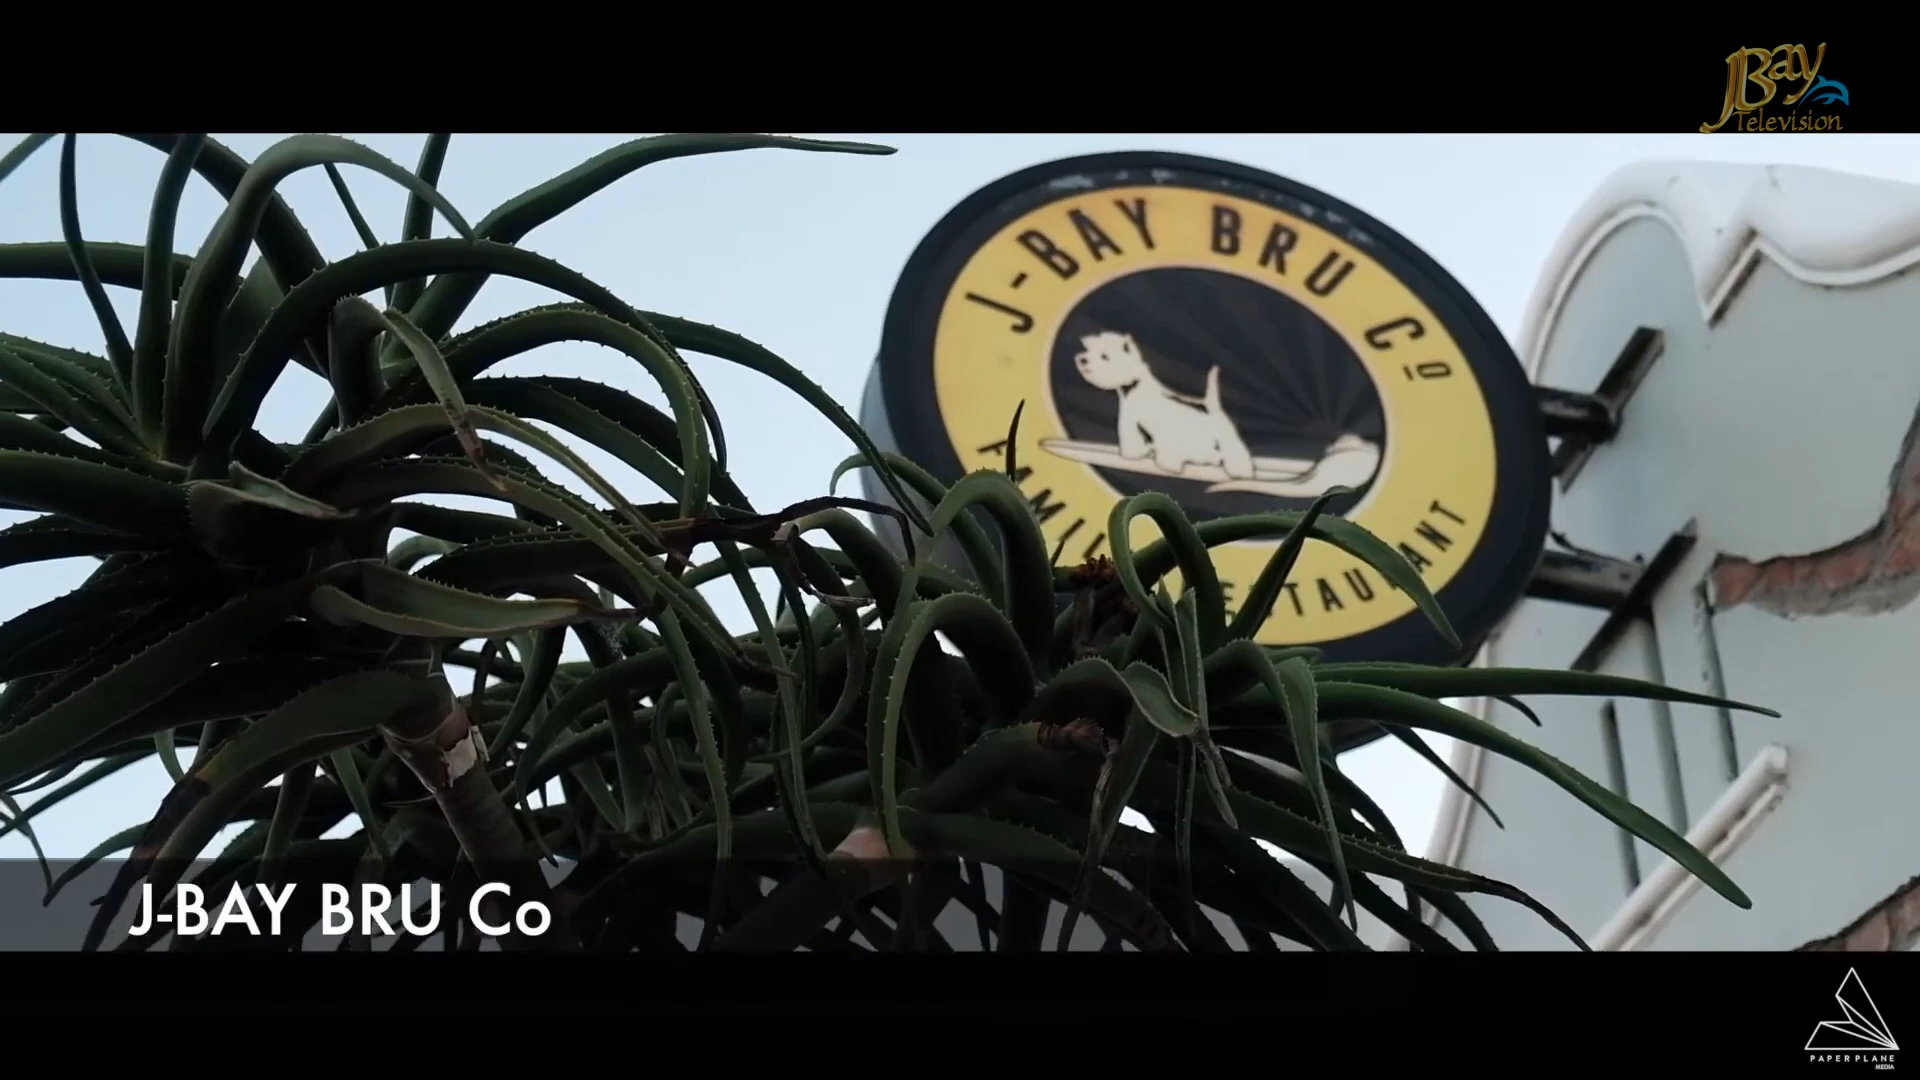 JBay
Television
J-BAY BRU Co
FAMILY RESTAURANT
J-BAY BRU Co
PAPER PLANE
MEDIA